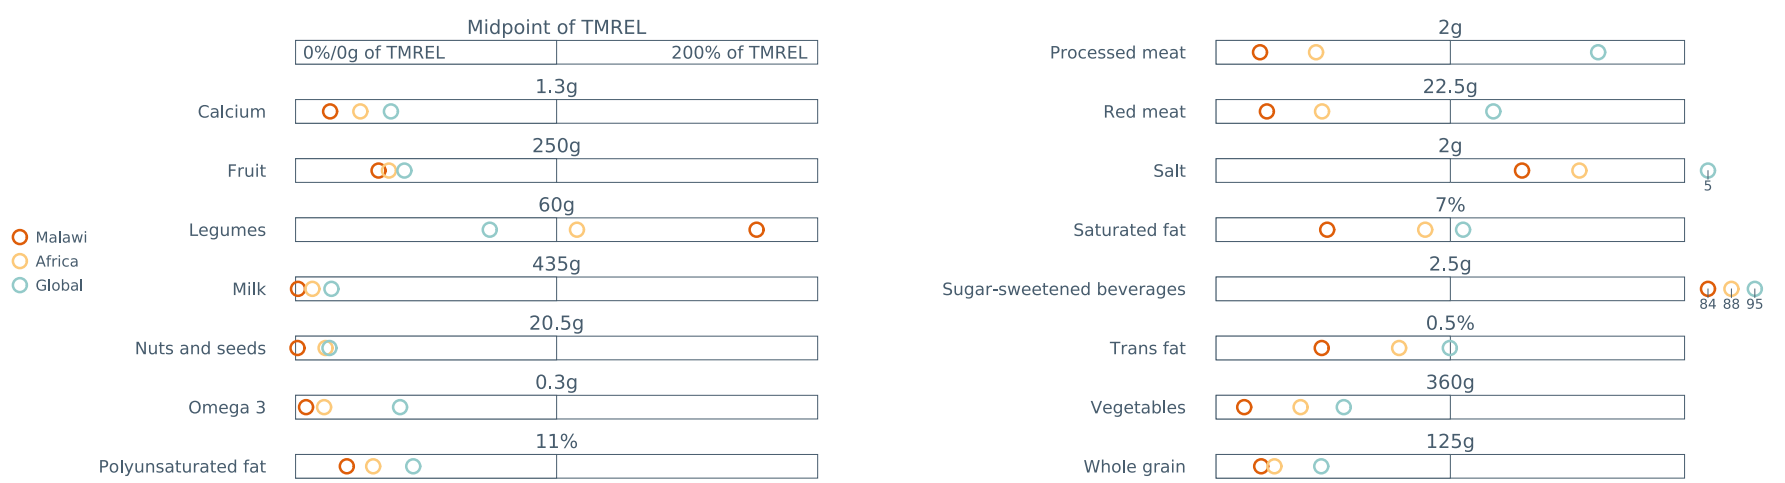 Midpoint of TMREL
0%/0g of TMREL 200% of TMREL
1.3g
Calcium
250g
Fruit
60g
Legumes
435g
Milk
20.5g
Nuts and seeds
0.3g
Omega 3
11%
Polyunsaturated fat
Malawi
Africa
Global
2g
Processed meat
22.5g
Red meat
2g
Salt
5
7%
Saturated fat
2.5g
Sugar-sweetened beverages
84 88 95
0.5%
Trans fat
360g
Vegetables
125g
Whole grain